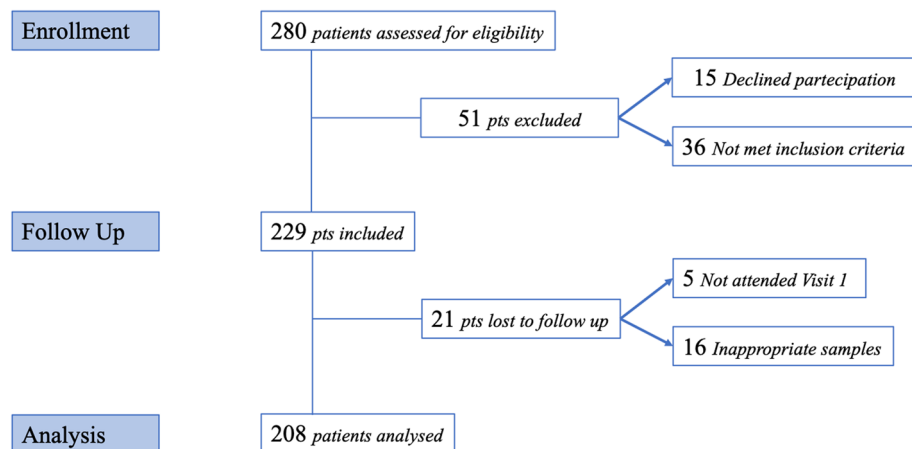 Enrollment
280 patients assessed for eligibility
15 Declined partecipation
51 pts excluded
36 Not met inclusion criteria
Follow Up
229 pts included
5 Not attended Visit 1
21 pts lost to follow up
16 Inappropriate samples
Analysis
208 patients analysed